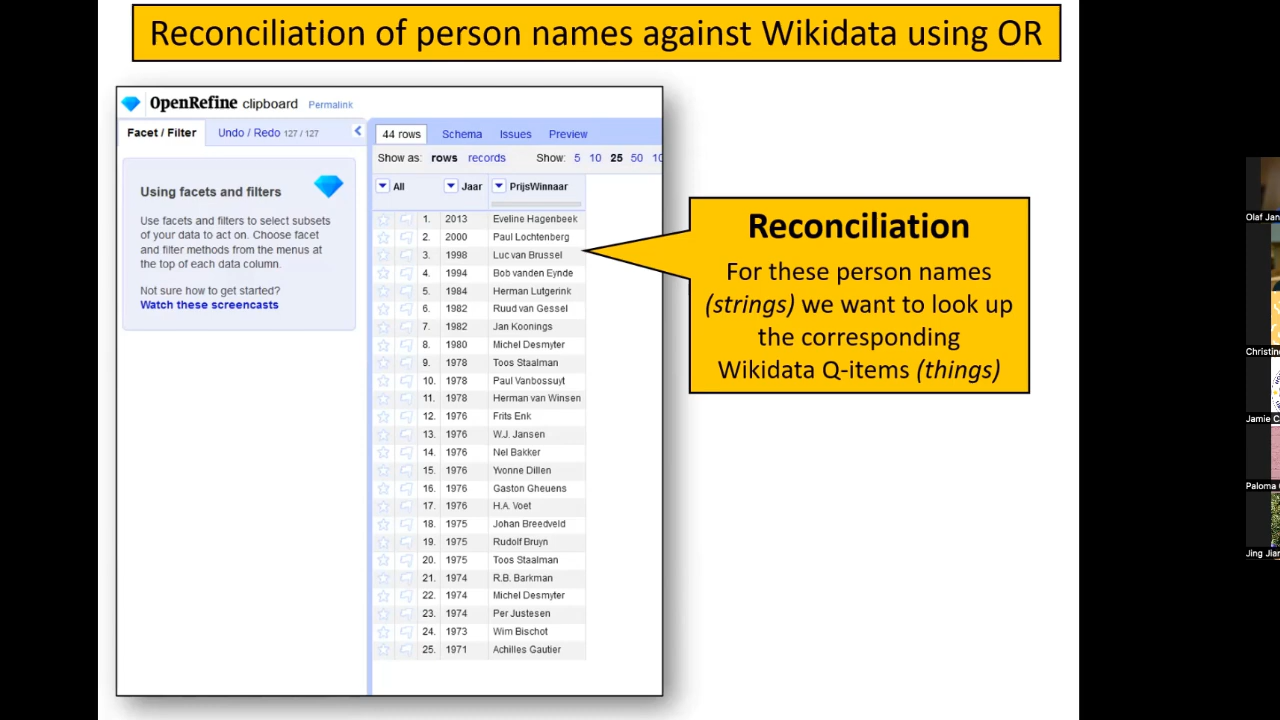 Reconciliation of person names against Wikidata using OR
OpenRefine clipboard Permalink
Facet / Filter Undo / Redo 127 / 127
44 rows Schema Issues Preview
Show as: rows records Show: 5 10 25 50 10
Using facets and filters
Use facets and filters to select subsets
of your data to act on. Choose facet
and filter methods from the menus at
the top of each data column.
Not sure how to get started?
Watch these screencasts
All Jaar PrijsWinnaar
1. 2013 Eveline Hagenbeek
2. 2000 Paul Lochtenberg
3. 1998 Luc van Brussel
4. 1994 Bob vanden Eynde
5. 1984 Herman Lutgerink
6. 1982 Ruud van Gessel
7. 1982 Jan Koonings
8. 1980 Michel Desmyter
9. 1978 Toos Staalman
10. 1978 Paul Vanbossuyt
11. 1978 Herman van Winsen
12. 1976 Frits Enk
13. 1976 W.J. Jansen
14. 1976 Nel Bakker
15. 1976 Yvonne Dillen
16. 1976 Gaston Gheuens
17. 1976 H.A. Voet
18. 1975 Johan Breedveld
19. 1975 Rudolf Bruyn
20. 1975 Toos Staalman
21. 1974 R.B. Barkman
22. 1974 Michel Desmyter
23. 1974 Per Justesen
24. 1973 Wim Bischot
25. 1971 Achilles Gautier
Reconciliation
For these person names
(strings) we want to look up
the corresponding
Wikidata Q-items (things)
Olaf Jan
Christine
Jamie C
Paloma
Jing Jian